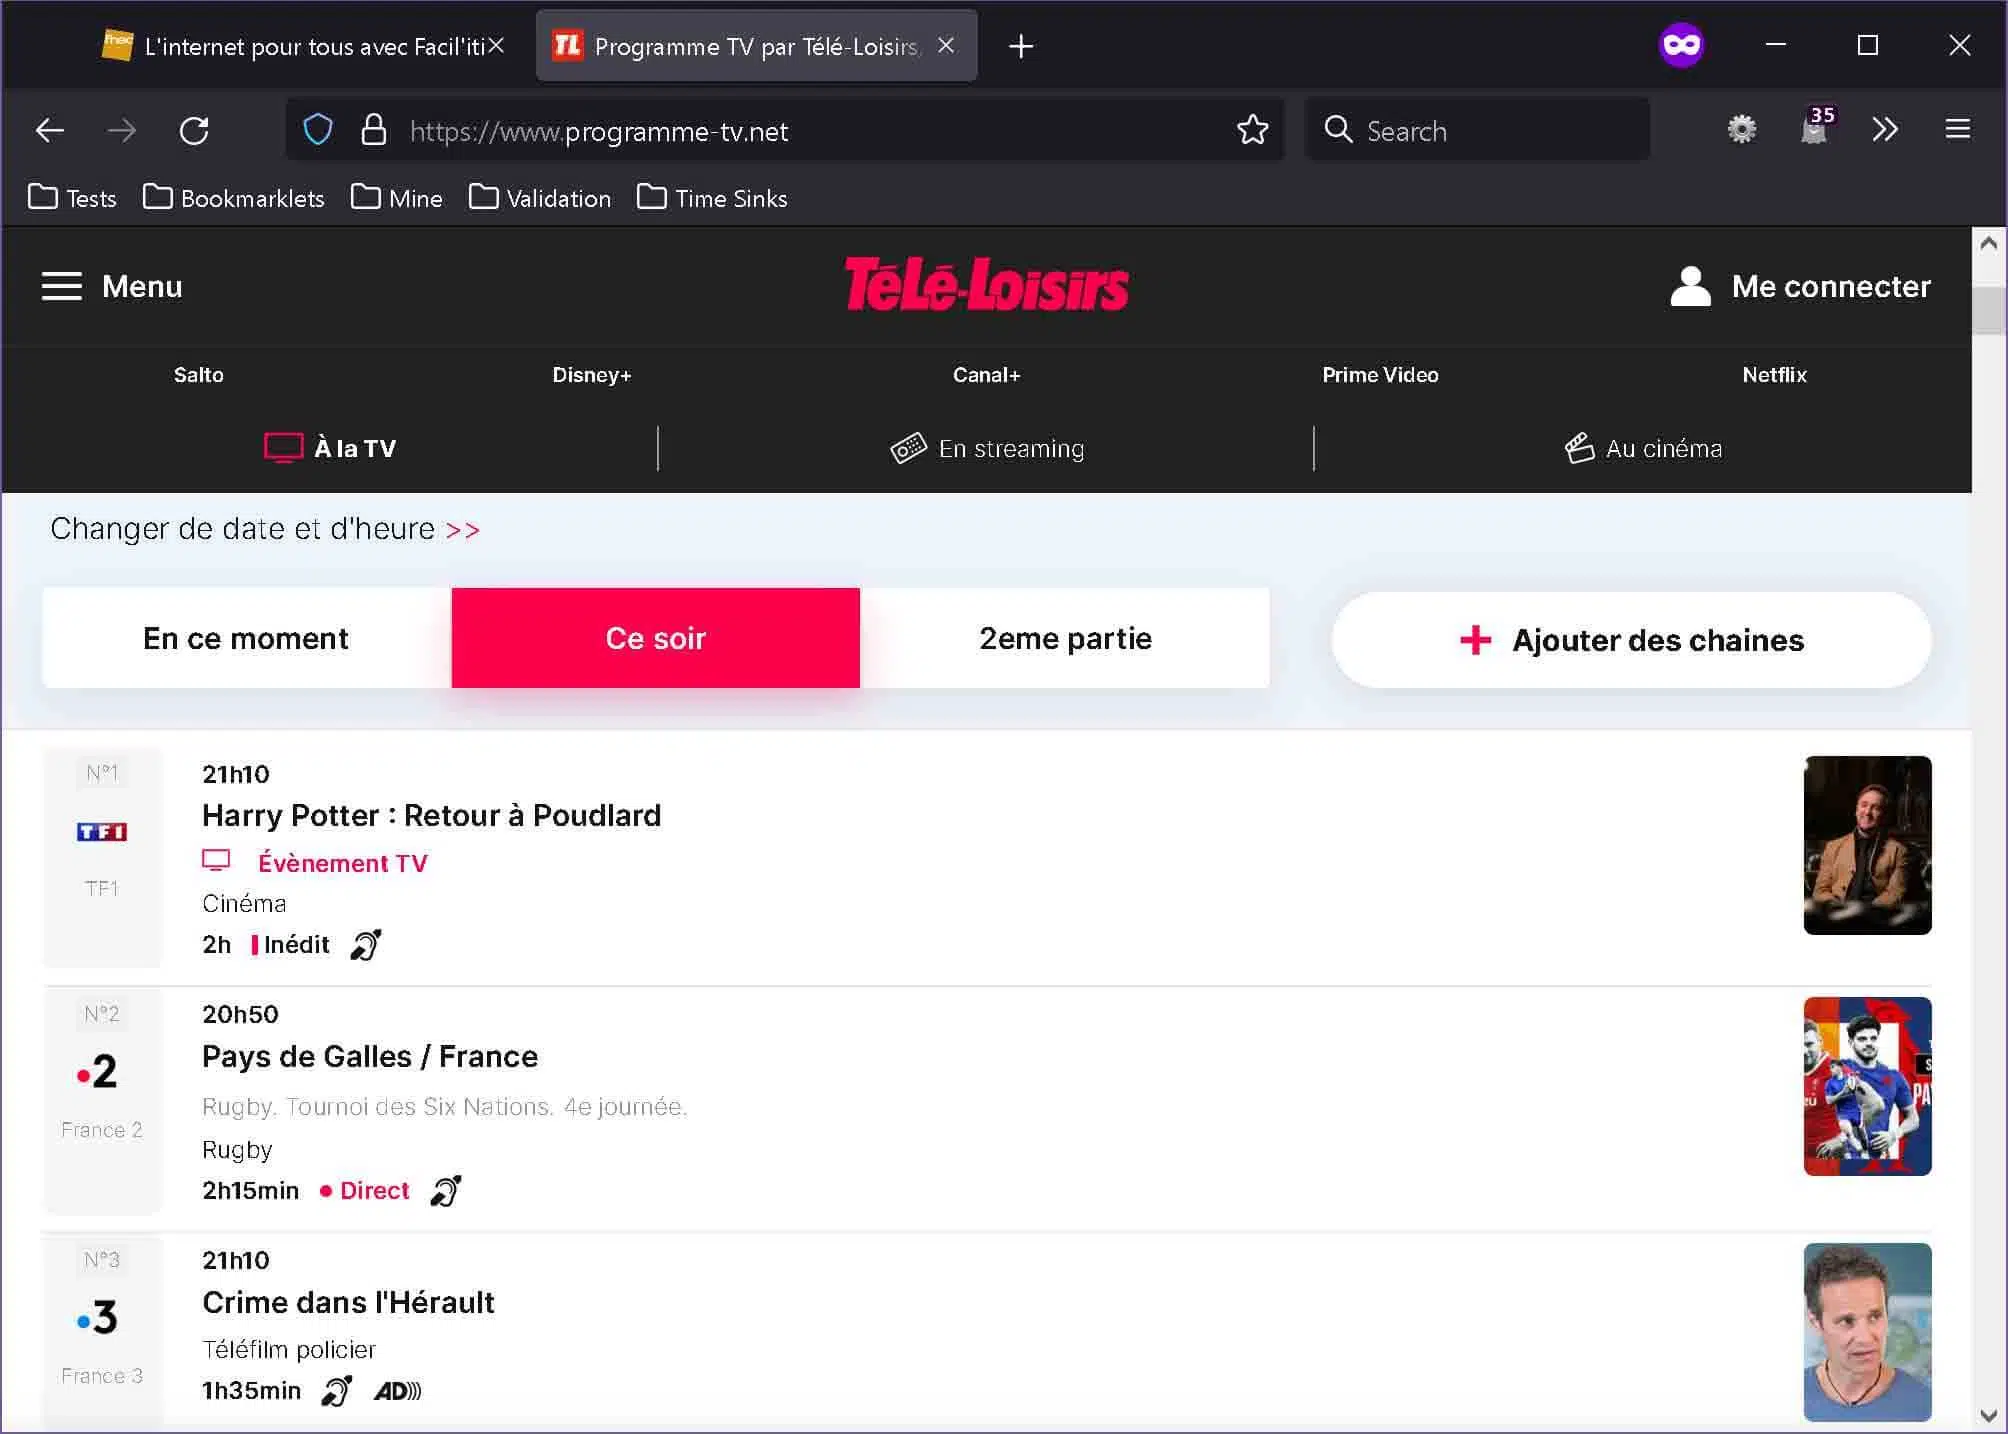 fnac L'internet pour tous avec Facil'iti
TL Programme TV par Télé-Loisirs,
https://www.programme-tv.net
Search
35
Tests Bookmarklets Mine Validation Time Sinks
Menu
TéLé-Loisirs
Me connecter
Salto Disney+ Canal+ Prime Video Netflix
À la TV En streaming Au cinéma
Changer de date et d'heure >>
En ce moment Ce soir 2eme partie + Ajouter des chaines
N°1
TF1
TF1
21h10
Harry Potter : Retour à Poudlard
Évènement TV
Cinéma
2h Inédit
N°2
2
France 2
20h50
Pays de Galles / France
Rugby. Tournoi des Six Nations. 4e journée.
Rugby
2h15min Direct
N°3
3
France 3
21h10
Crime dans l'Hérault
Téléfilm policier
1h35min AD)))